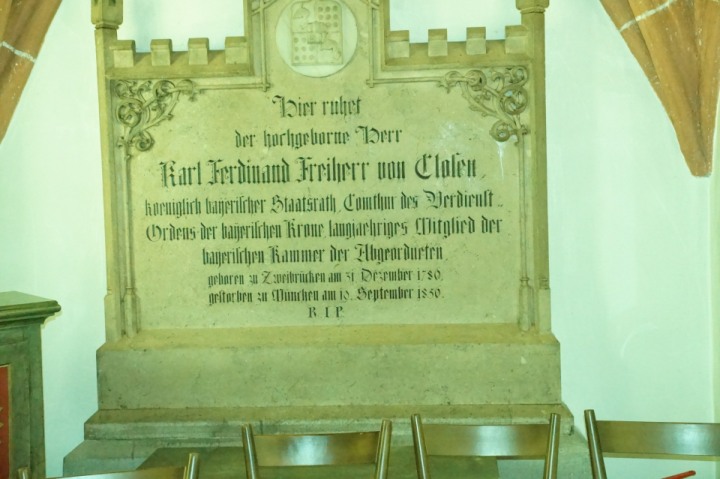 Hier ruhet
der hochgeborne Herr
Karl Ferdinand Freiherr von Closen,
koeniglich bayerischer Staatsrath, Comthur des Verdienst-
Ordens der bayerischen Krone, langjaehriges Mitglied der
bayerischen Kammer der Abgeordneten,
geboren zu Zweibrücken am 31. Dezember 1786.
gestorben zu München am 19. September 1856.
R I P